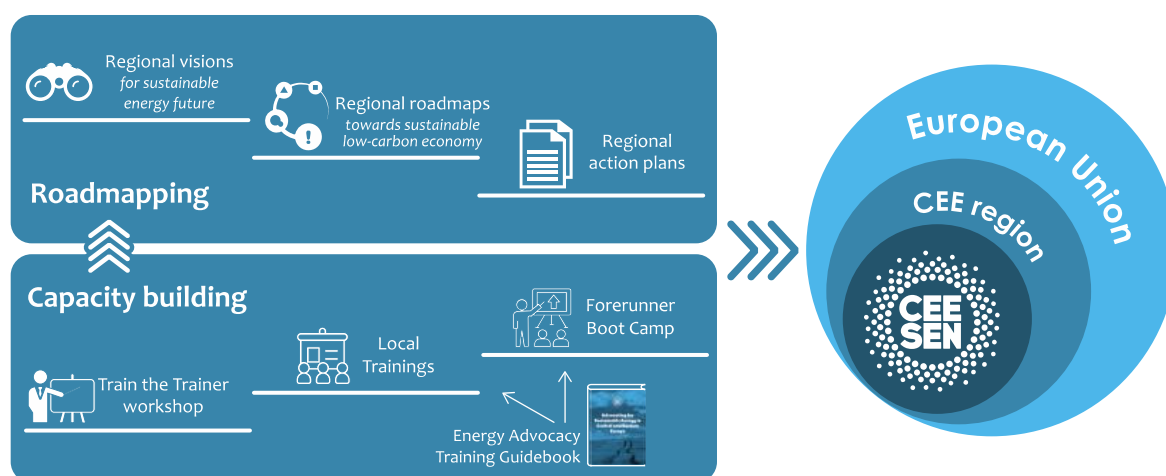 Regional visions
for sustainable
energy future
Regional roadmaps
towards sustainable
low-carbon economy
Regional
action plans
Roadmapping
Capacity building
Train the Trainer
workshop
Local
Trainings
Forerunner
Boot Camp
Energy Advocacy
Training Guidebook
European Union
CEE region
CEE
SEN